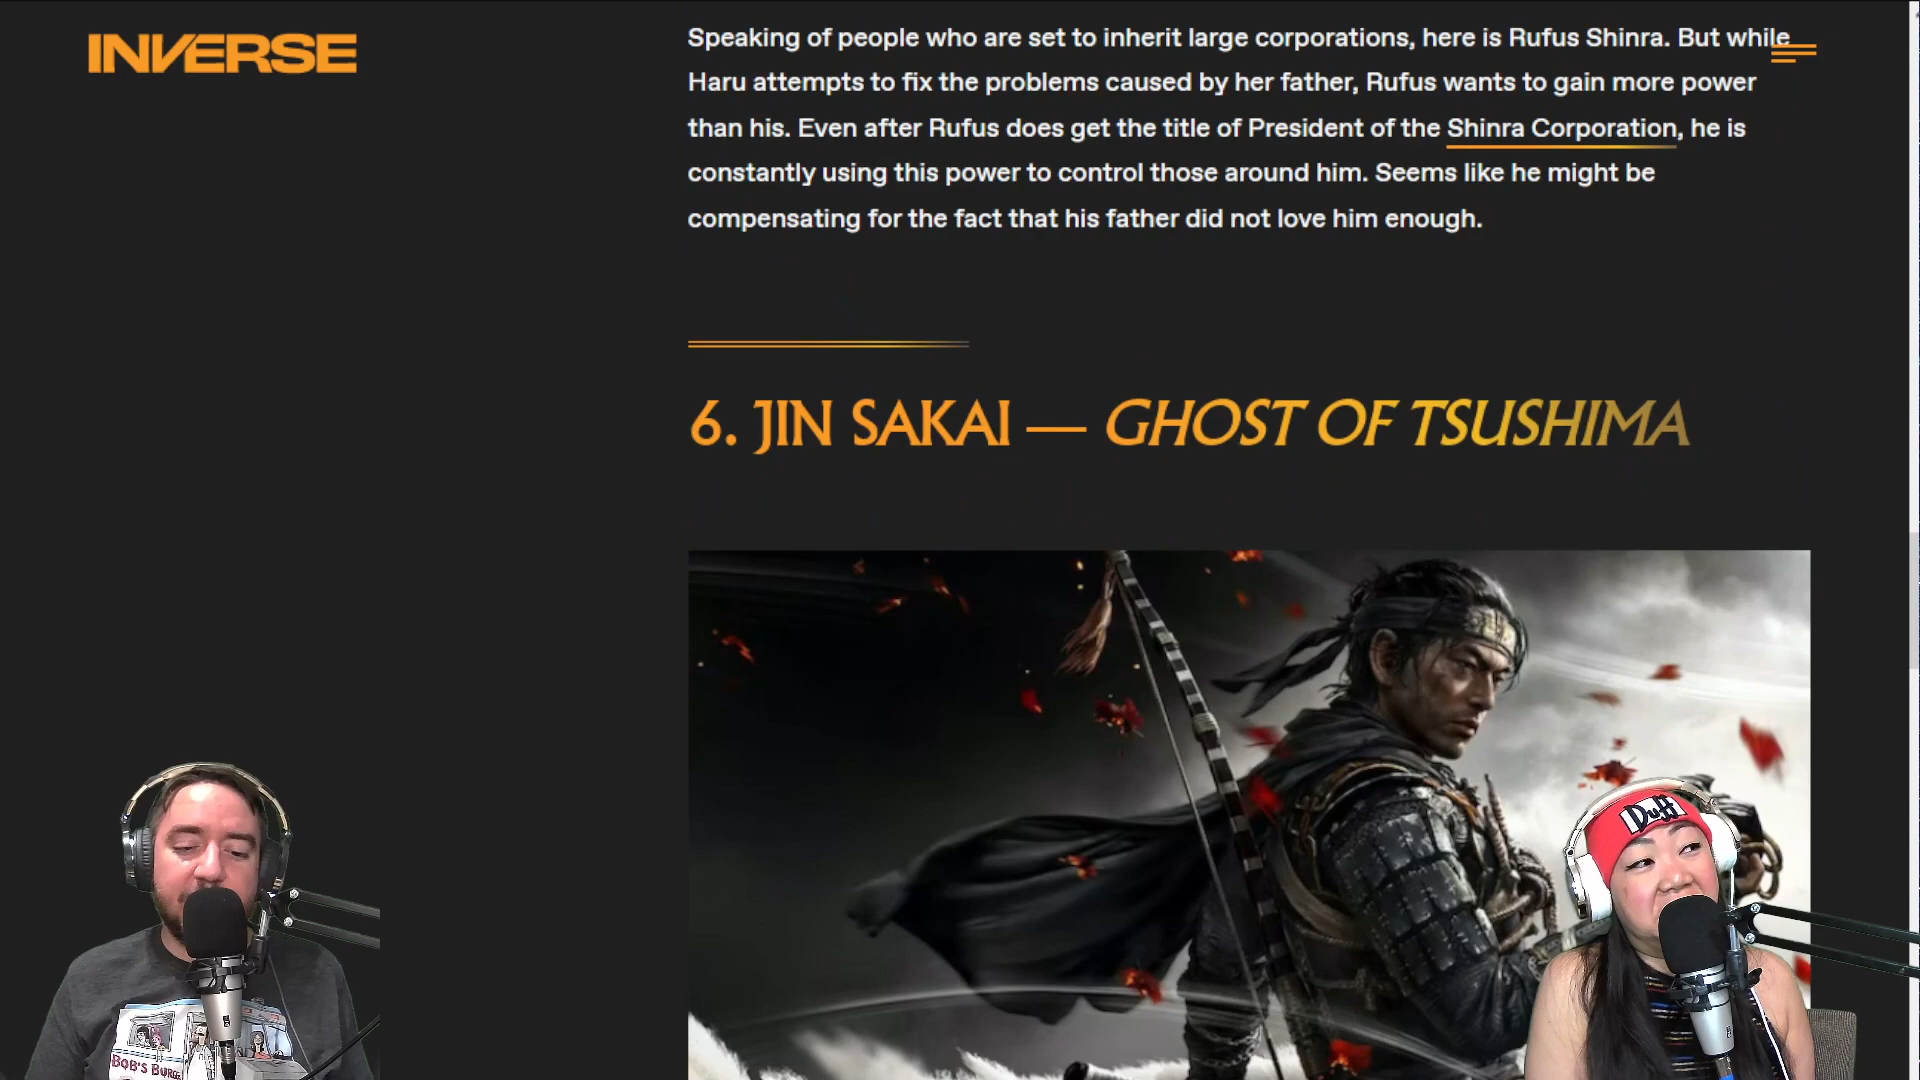 INVERSE
Speaking of people who are set to inherit large corporations, here is Rufus Shinra. But while
Haru attempts to fix the problems caused by her father, Rufus wants to gain more power
than his. Even after Rufus does get the title of President of the Shinra Corporation, he is
constantly using this power to control those around him. Seems like he might be
compensating for the fact that his father did not love him enough.
6. JIN SAKAI — GHOST OF TSUSHIMA
Duff
BOB'S